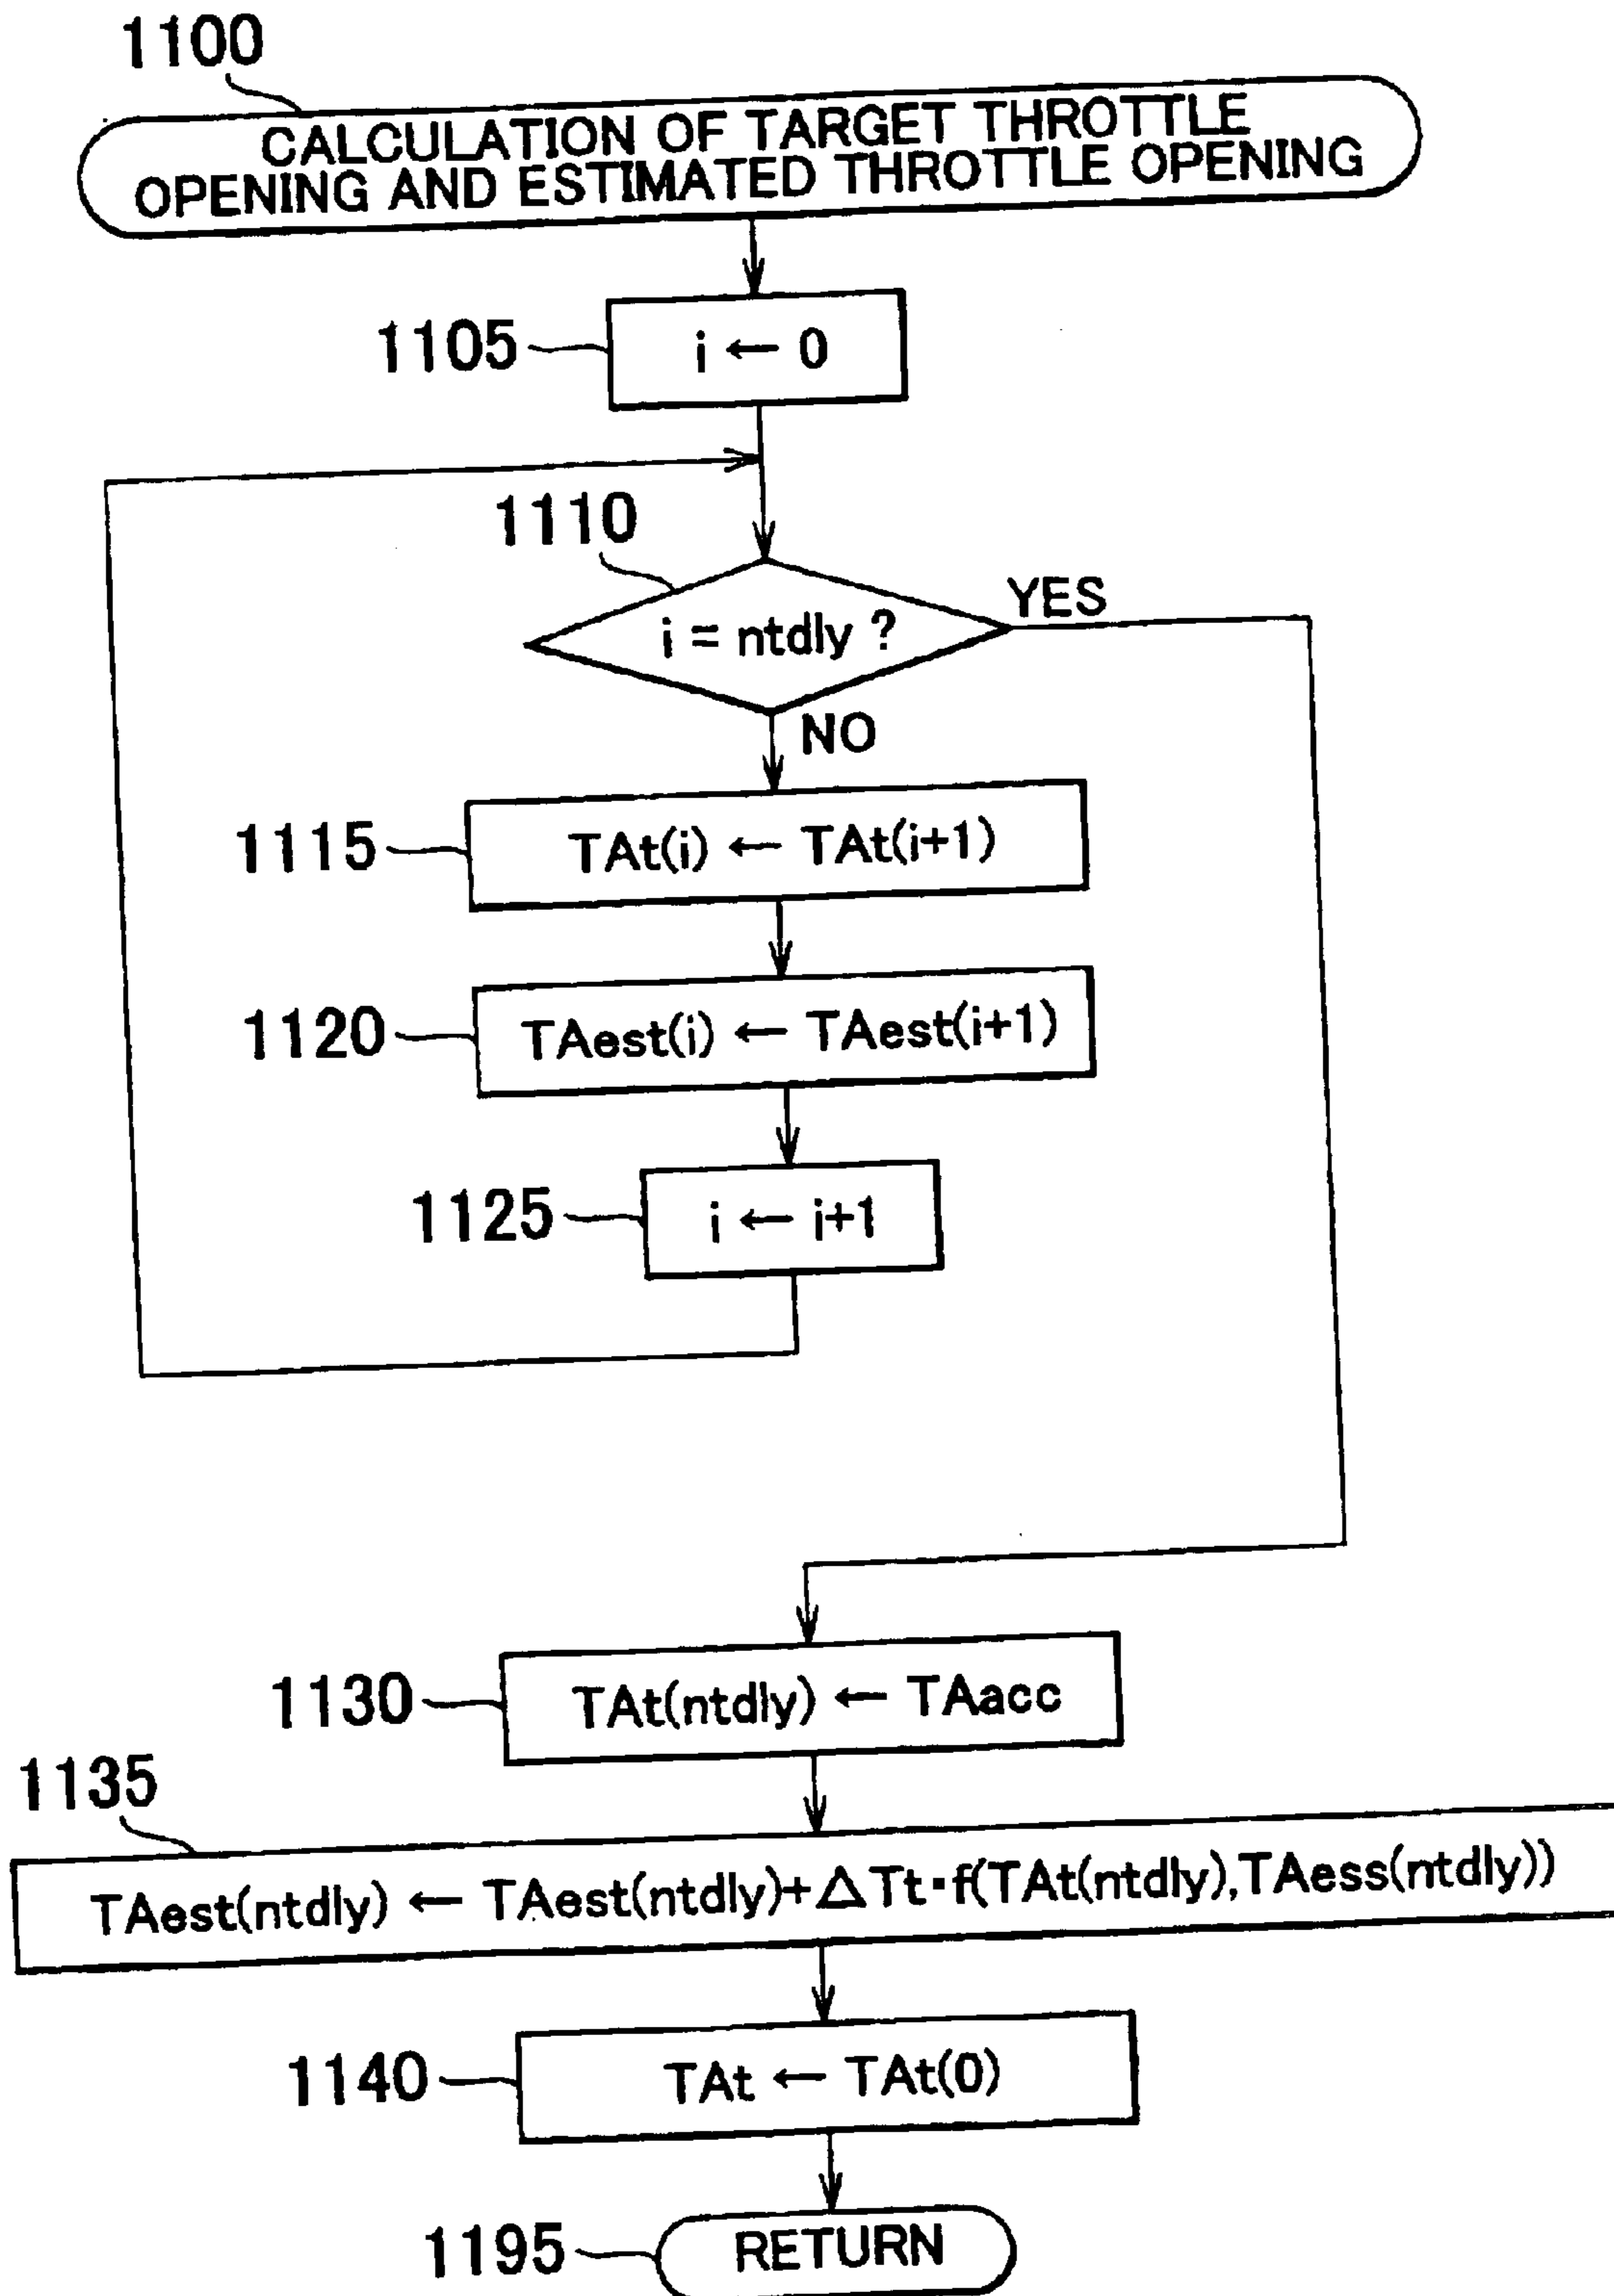 1100
CALCULATION OF TARGET THROTTLE
OPENING AND ESTIMATED THROTTLE OPENING
1105
i ← 0
1110
i = ntdly ?
YES
NO
1115
TAt(i) ← TAt(i+1)
1120
TAest(i) ← TAest(i+1)
1125
i ← i+1
1130
TAt(ntdly) ← TAacc
1135
TAest(ntdly) ← TAest(ntdly)+ΔTt·f(TAt(ntdly),TAess(ntdly))
1140
TAt ← TAt(0)
1195
RETURN